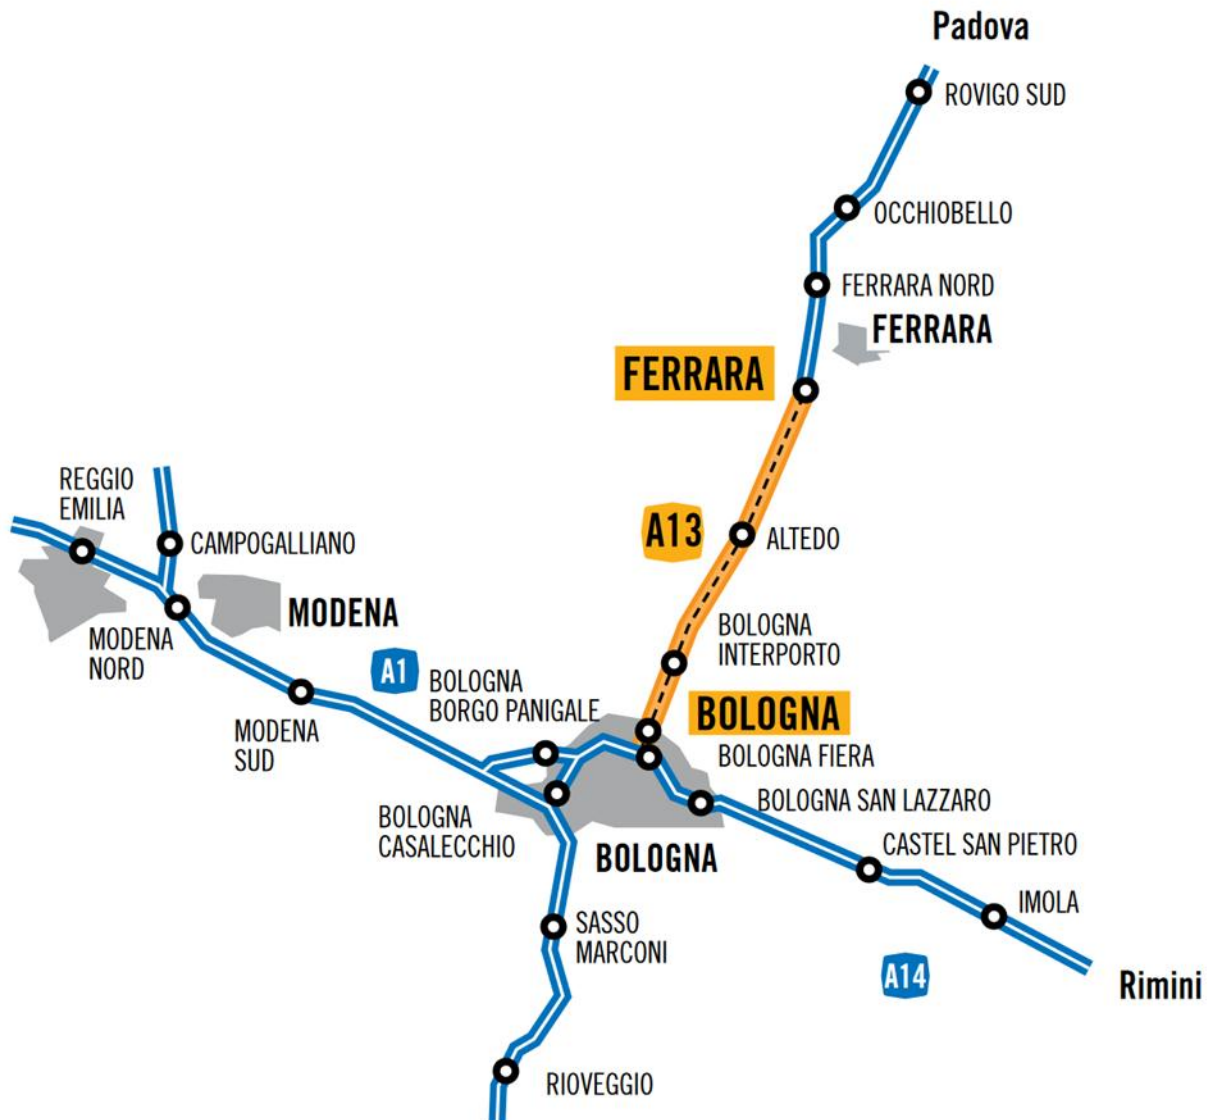 Padova
ROVIGO SUD
OCCHIOBELLO
FERRARA NORD
FERRARA
FERRARA
REGGIO
EMILIA
CAMPOGALLIANO
A13
ALTEDO
MODENA
MODENA
NORD
BOLOGNA
INTERPORTO
A1
BOLOGNA
BORGO PANIGALE
BOLOGNA
MODENA
SUD
BOLOGNA FIERA
BOLOGNA SAN LAZZARO
BOLOGNA
CASALECCHIO
BOLOGNA
CASTEL SAN PIETRO
IMOLA
SASSO
MARCONI
A14
Rimini
RIOVEGGIO